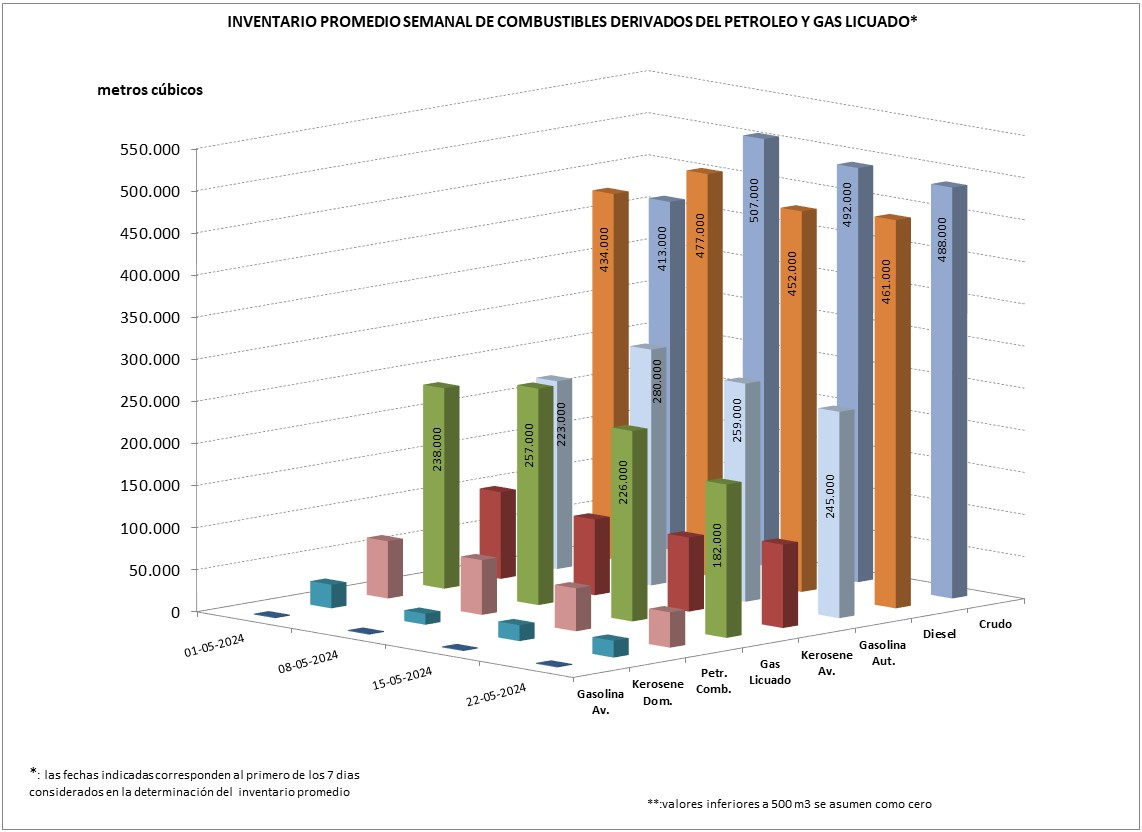 INVENTARIO PROMEDIO SEMANAL DE COMBUSTIBLES DERIVADOS DEL PETROLEO Y GAS LICUADO*
metros cúbicos
550.000
500.000
450.000
400.000
350.000
300.000
250.000
200.000
150.000
100.000
50.000
0
434.000
413.000
477.000
507.000
452.000
492.000
461.000
488.000
238.000
257.000
223.000
280.000
226.000
259.000
182.000
245.000
01-05-2024
08-05-2024
15-05-2024
22-05-2024
Gasolina
Av.
Kerosene
Dom.
Petr.
Comb.
Gas
Licuado
Kerosene
Av.
Gasolina
Aut.
Diesel
Crudo
*: las fechas indicadas corresponden al primero de los 7 dias
considerados en la determinación del inventario promedio
**:valores inferiores a 500 m3 se asumen como cero